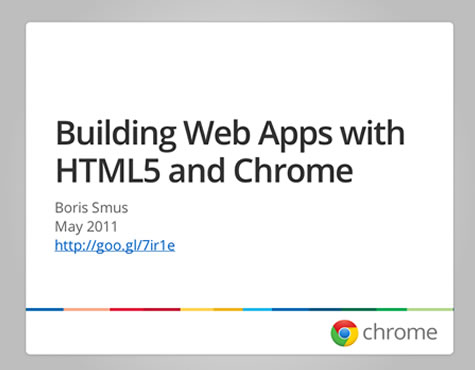 Building Web Apps with
HTML5 and Chrome
Boris Smus
May 2011
http://goo.gl/7ir1e
chrome